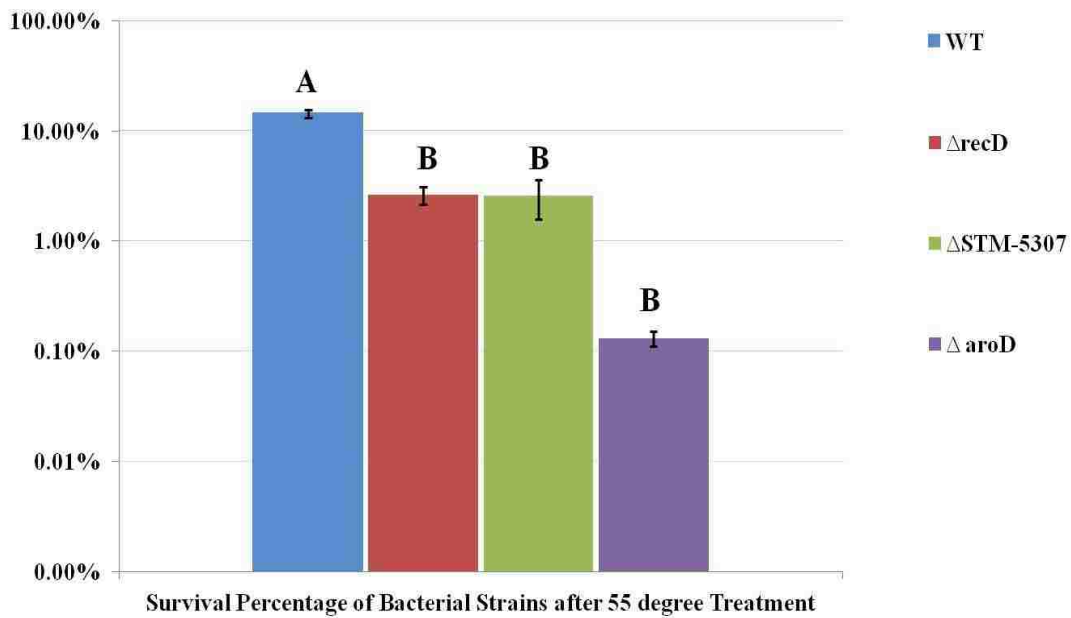 100.00%
10.00%
1.00%
0.10%
0.01%
0.00%
A
B
B
B
WT
ΔrecD
ΔSTM-5307
Δ aroD
Survival Percentage of Bacterial Strains after 55 degree Treatment